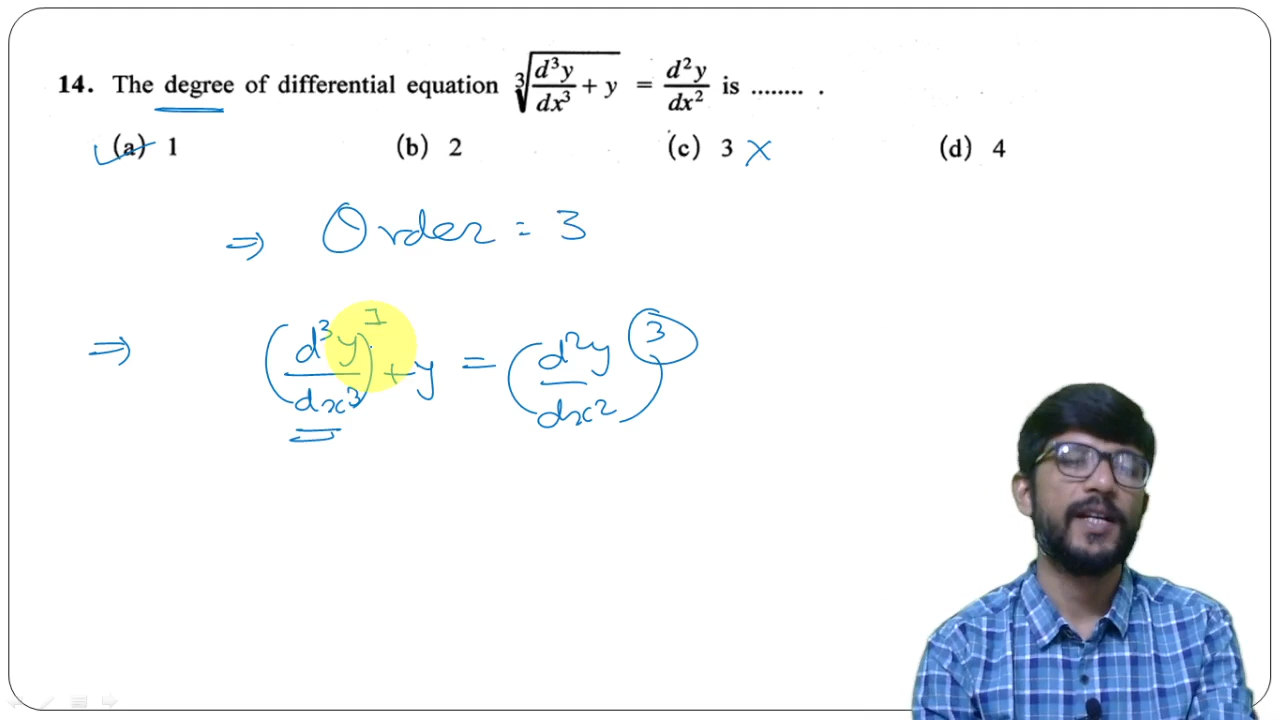 14. The degree of differential equation ∛(d³y/dx³ + y) = d²y/dx² is ........ .
(a) 1 (b) 2 (c) 3 X (d) 4
⇒ Order = 3
⇒ (d³y/dx³)¹ + y = (d²y/dx²)³